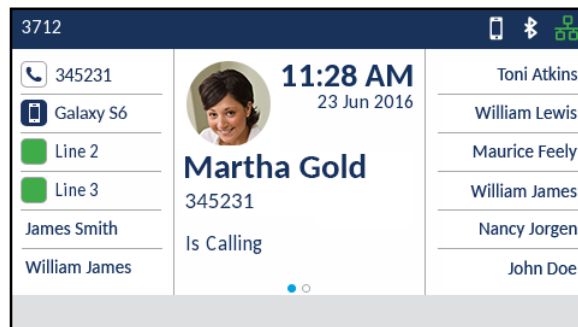 3712
345231
Galaxy S6
Line 2
Line 3
James Smith
William James
11:28 AM
23 Jun 2016
Martha Gold
345231
Is Calling
Toni Atkins
William Lewis
Maurice Feely
William James
Nancy Jorgen
John Doe